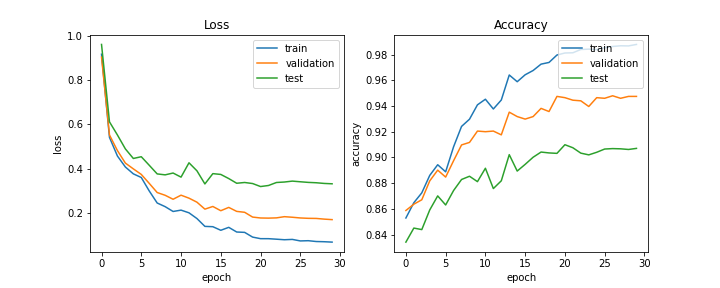 Loss
1.0
0.8
0.6
0.4
0.2
loss
0
5
10
15
20
25
30
epoch
train
validation
test
Accuracy
0.98
0.96
0.94
0.92
0.90
0.88
0.86
0.84
accuracy
0
5
10
15
20
25
30
epoch
train
validation
test